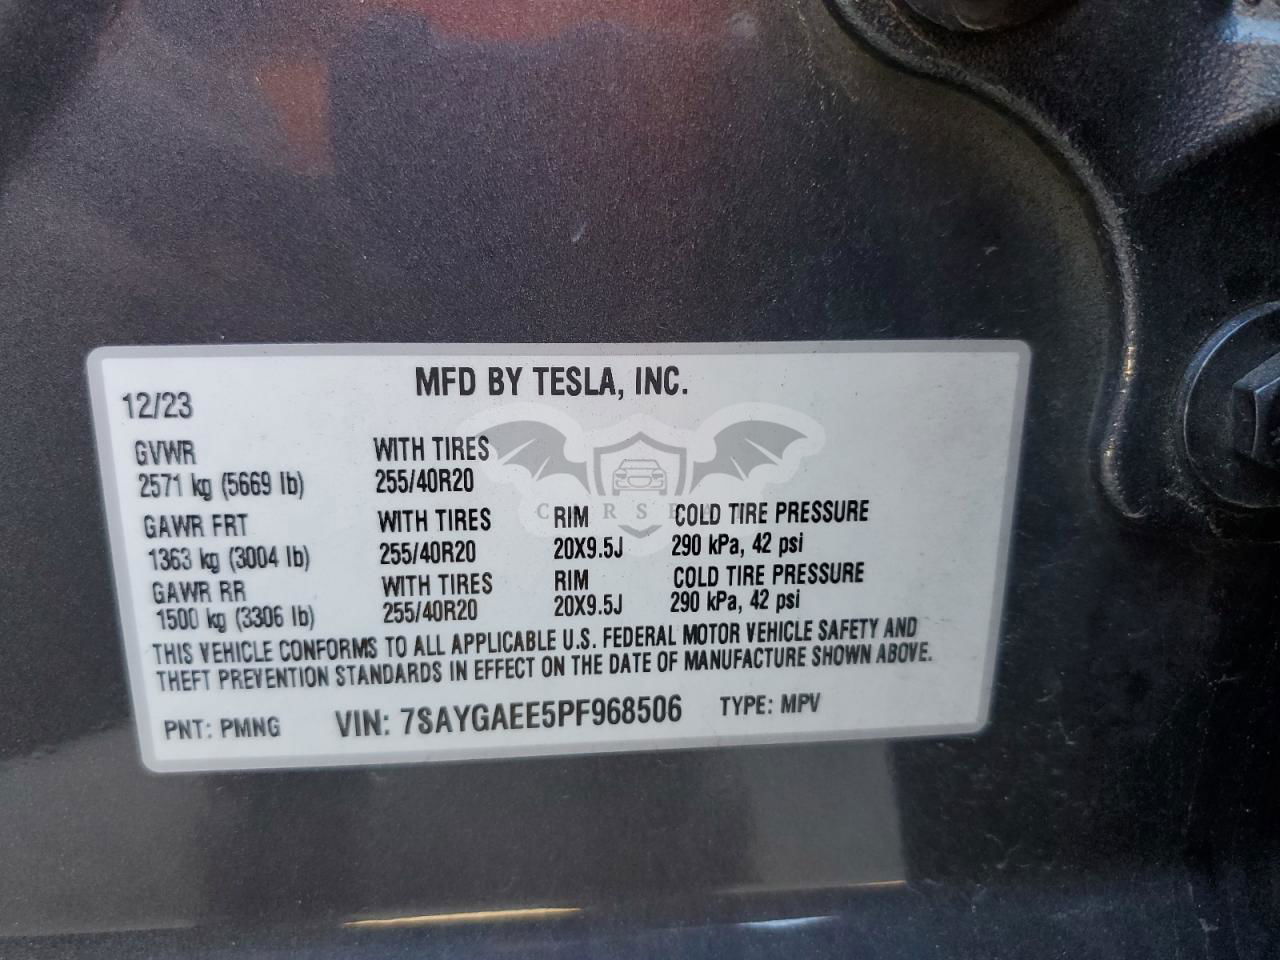 MFD BY TESLA, INC.
12/23
GVWR WITH TIRES
2571 kg (5669 lb) 255/40R20
GAWR FRT WITH TIRES RIM COLD TIRE PRESSURE
1363 kg (3004 lb) 255/40R20 20X9.5J 290 kPa, 42 psi
GAWR RR WITH TIRES RIM COLD TIRE PRESSURE
1500 kg (3306 lb) 255/40R20 20X9.5J 290 kPa, 42 psi
THIS VEHICLE CONFORMS TO ALL APPLICABLE U.S. FEDERAL MOTOR VEHICLE SAFETY AND
THEFT PREVENTION STANDARDS IN EFFECT ON THE DATE OF MANUFACTURE SHOWN ABOVE.
PNT: PMNG VIN: 7SAYGAEE5PF968506 TYPE: MPV